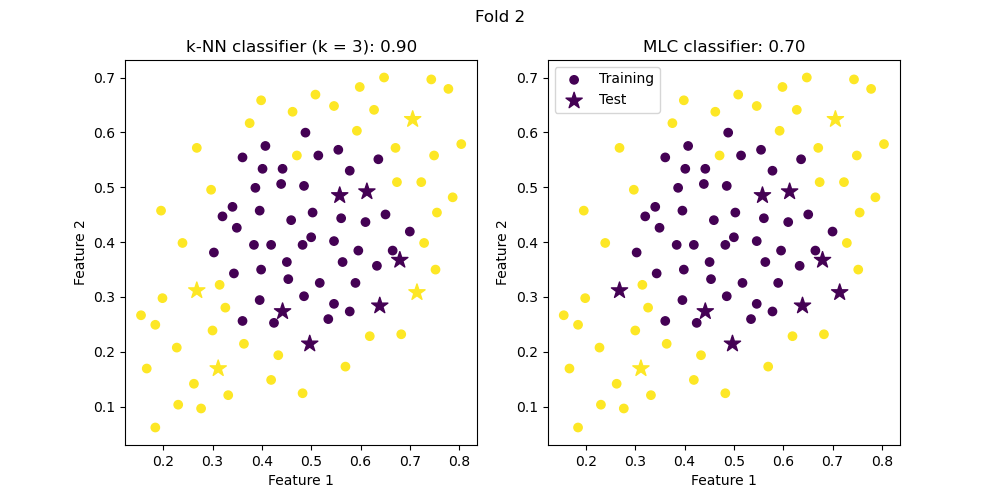 Fold 2
k-NN classifier (k = 3): 0.90
0.7
0.6
0.5
0.4
0.3
0.2
0.1
Feature 2
0.2 0.3 0.4 0.5 0.6 0.7 0.8
Feature 1
MLC classifier: 0.70
Training
Test
0.7
0.6
0.5
0.4
0.3
0.2
0.1
Feature 2
0.2 0.3 0.4 0.5 0.6 0.7 0.8
Feature 1